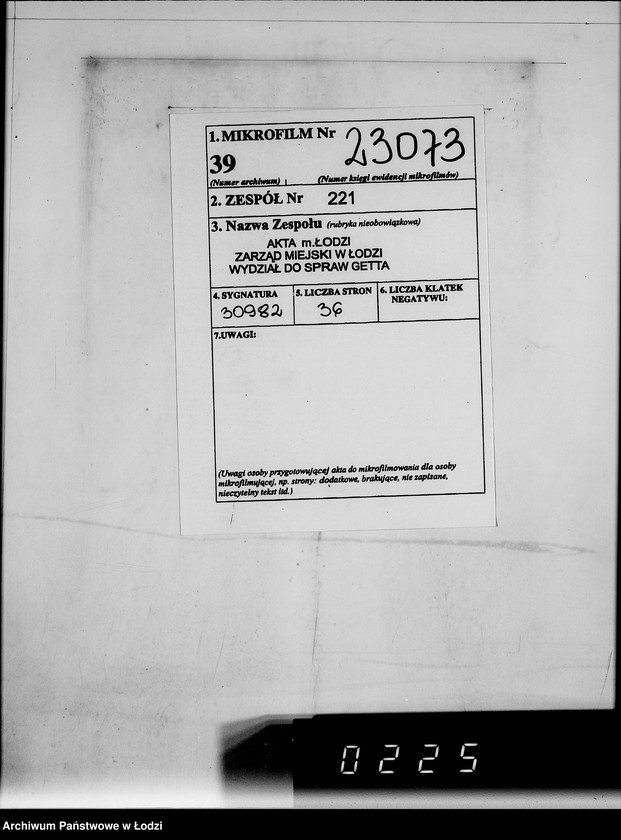 1. MIKROFILM Nr 23073
39
(Numer archiwum) (Numer księgi ewidencji mikrofilmów)
2. ZESPÓŁ Nr 221
3. Nazwa Zespołu (rubryka nieobowiązkowa)
AKTA m.ŁODZI
ZARZĄD MIEJSKI W ŁODZI
WYDZIAŁ DO SPRAW GETTA
4. SYGNATURA 5. LICZBA STRON 6. LICZBA KLATEK
NEGATYWU:
30982 36
7.UWAGI:
(Uwagi osoby przygotowującej akta do mikrofilmowania dla osoby
mikrofilmującej, np. strony: dodatkowe, brakujące, nie zapisane,
nieczytelny tekst itd.)
0225
Archiwum Państwowe w Łodzi